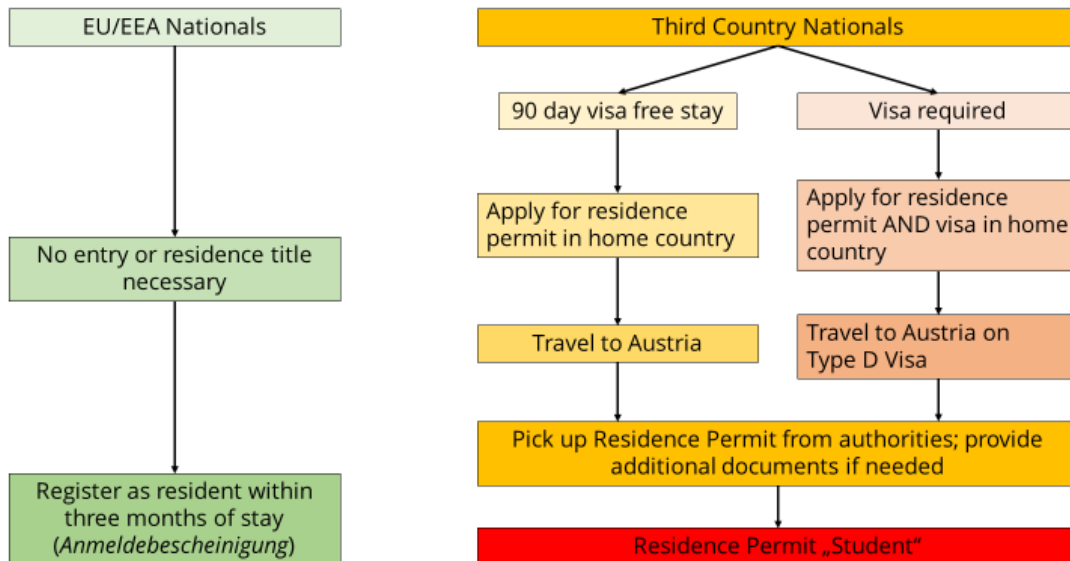 EU/EEA Nationals
No entry or residence title
necessary
Register as resident within
three months of stay
(Anmeldebescheinigung)
Third Country Nationals
90 day visa free stay
Apply for residence
permit in home country
Travel to Austria
Visa required
Apply for residence
permit AND visa in home
country
Travel to Austria on
Type D Visa
Pick up Residence Permit from authorities; provide
additional documents if needed
Residence Permit „Student“